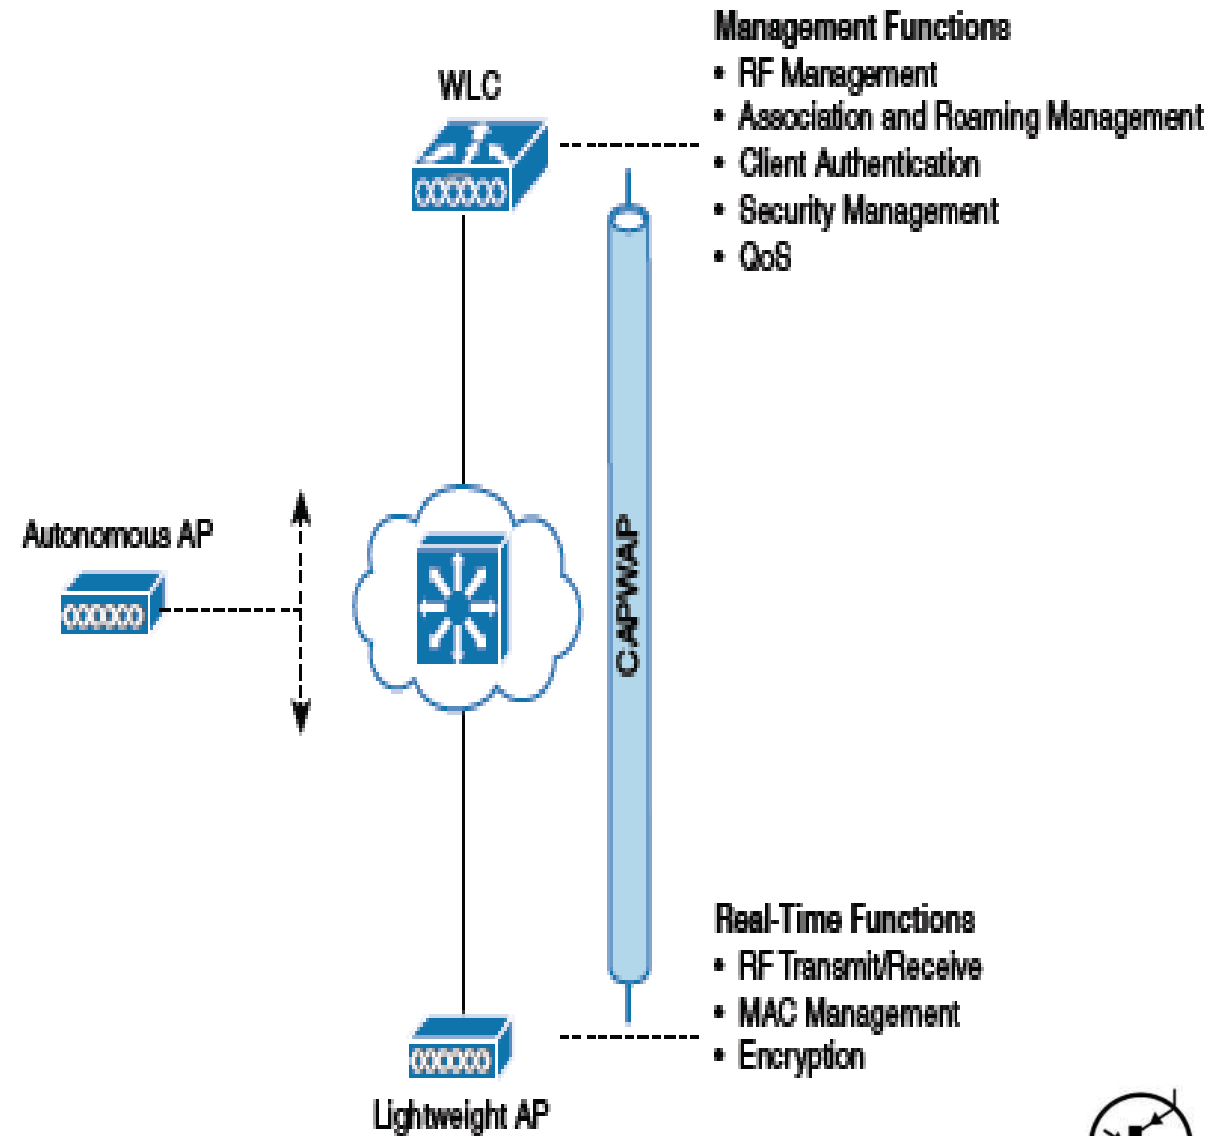 Management Functions
• RF Management
• Association and Roaming Management
• Client Authentication
• Security Management
• QoS
WLC
Autonomous AP
CAPWAP
Real-Time Functions
• RF Transmit/Receive
• MAC Management
• Encryption
Lightweight AP